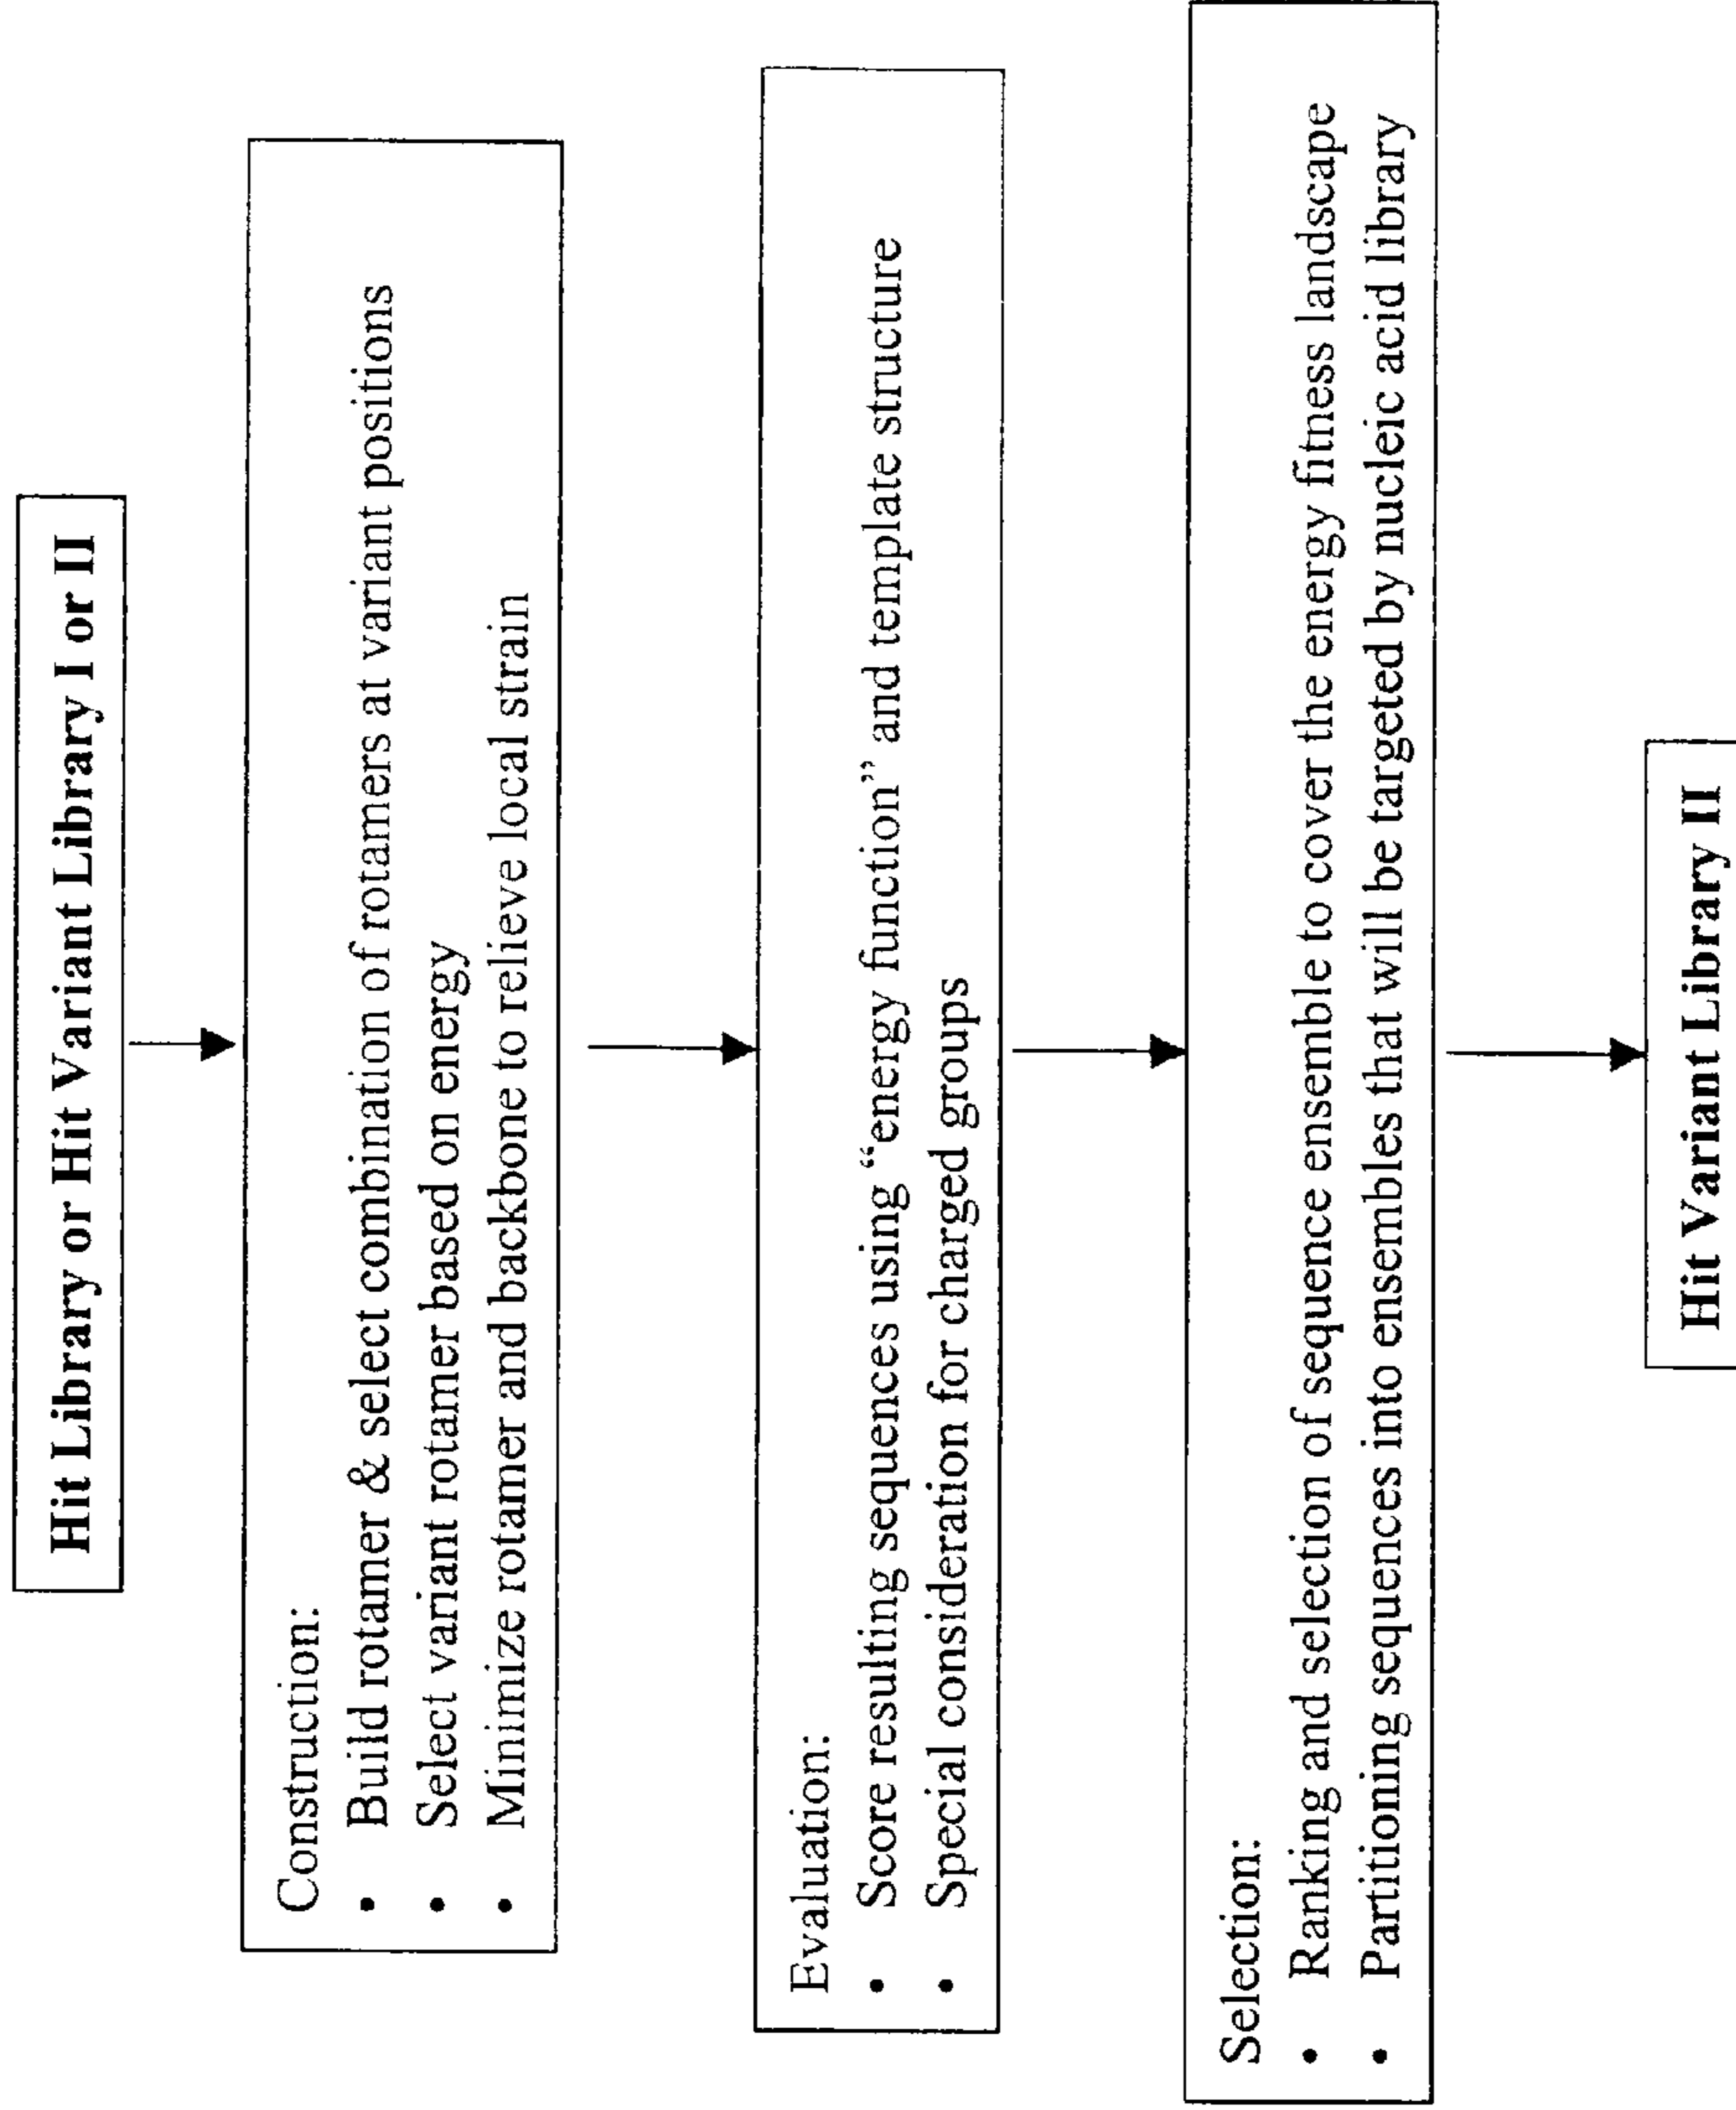 Hit Library or Hit Variant Library I or II
Construction:
• Build rotamer & select combination of rotamers at variant positions
• Select variant rotamer based on energy
• Minimize rotamer and backbone to relieve local strain
Evaluation:
• Score resulting sequences using “energy function” and template structure
• Special consideration for charged groups
Selection:
• Ranking and selection of sequence ensemble to cover the energy fitness landscape
• Partitioning sequences into ensembles that will be targeted by nucleic acid library
Hit Variant Library II